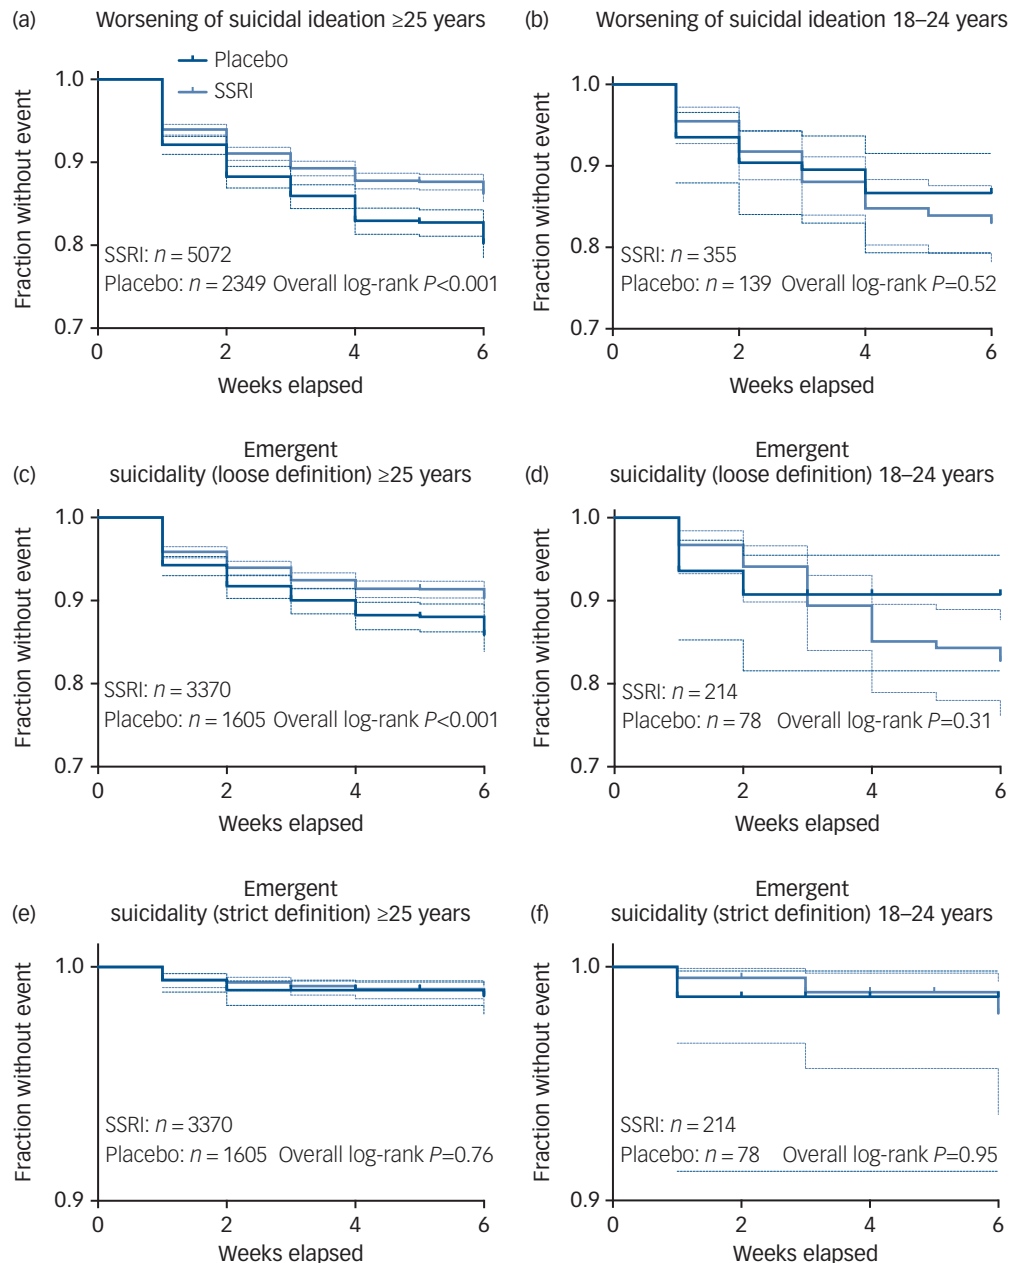 (a) Worsening of suicidal ideation ≥25 years
Placebo
SSRI
Fraction without event
1.0
0.9
0.8
0.7
SSRI: n = 5072
Placebo: n = 2349 Overall log-rank P<0.001
0 2 4 6
Weeks elapsed
(b) Worsening of suicidal ideation 18–24 years
Fraction without event
1.0
0.9
0.8
0.7
SSRI: n = 355
Placebo: n = 139 Overall log-rank P=0.52
0 2 4 6
Weeks elapsed
Emergent
(c) suicidality (loose definition) ≥25 years
Fraction without event
1.0
0.9
0.8
0.7
SSRI: n = 3370
Placebo: n = 1605 Overall log-rank P<0.001
0 2 4 6
Weeks elapsed
Emergent
(d) suicidality (loose definition) 18–24 years
Fraction without event
1.0
0.9
0.8
0.7
SSRI: n = 214
Placebo: n = 78 Overall log-rank P=0.31
0 2 4 6
Weeks elapsed
Emergent
(e) suicidality (strict definition) ≥25 years
Fraction without event
1.0
0.9
SSRI: n = 3370
Placebo: n = 1605 Overall log-rank P=0.76
0 2 4 6
Weeks elapsed
Emergent
(f) suicidality (strict definition) 18–24 years
Fraction without event
1.0
0.9
SSRI: n = 214
Placebo: n = 78 Overall log-rank P=0.95
0 2 4 6
Weeks elapsed